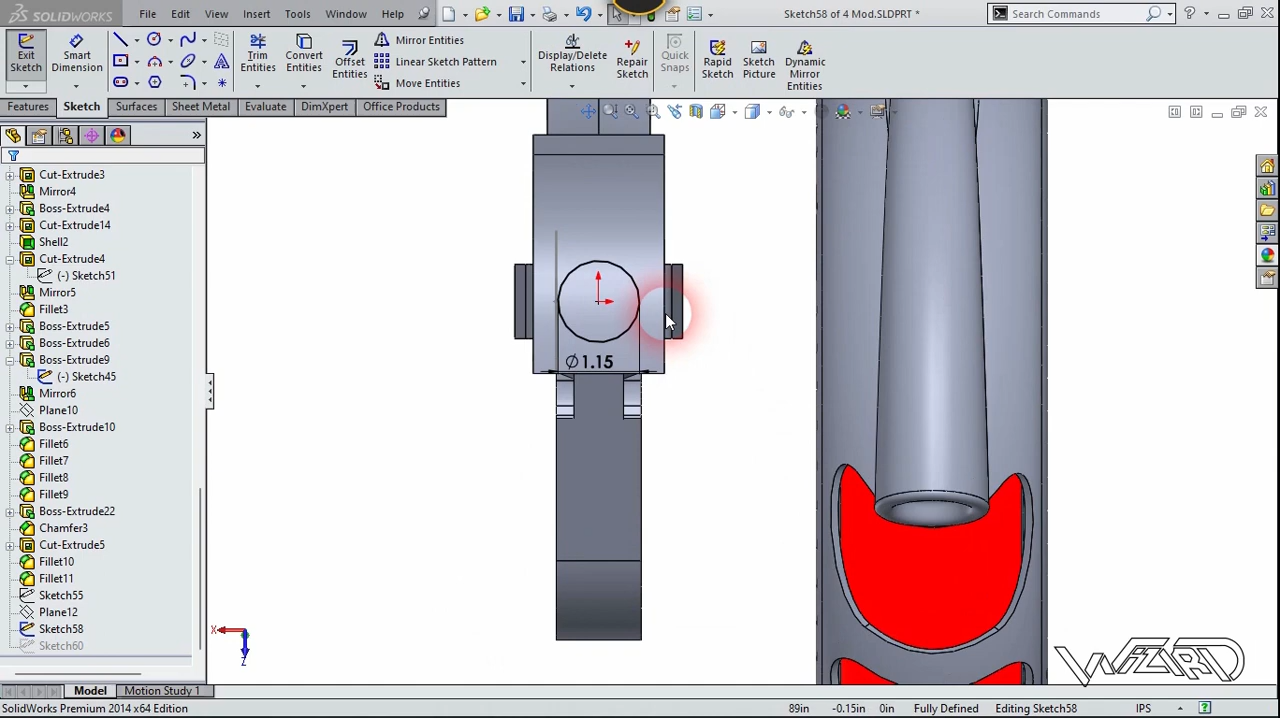 SOLIDWORKS File Edit View Insert Tools Window Help Sketch58 of 4 Mod.SLDPRT * Search Commands
Exit Sketch
Smart Dimension
Trim Entities
Convert Entities
Offset Entities
Mirror Entities
Linear Sketch Pattern
Move Entities
Display/Delete Relations
Repair Sketch
Quick Snaps
Rapid Sketch
Sketch Picture
Dynamic Mirror Entities
Features Sketch Surfaces Sheet Metal Evaluate DimXpert Office Products
Cut-Extrude3
Mirror4
Boss-Extrude4
Cut-Extrude14
Shell2
Cut-Extrude4
(-) Sketch51
Mirror5
Fillet3
Boss-Extrude5
Boss-Extrude6
Boss-Extrude9
(-) Sketch45
Mirror6
Plane10
Boss-Extrude10
Fillet6
Fillet7
Fillet8
Fillet9
Boss-Extrude22
Chamfer3
Cut-Extrude5
Fillet10
Fillet11
Sketch55
Plane12
Sketch58
Sketch60
Ø1.15
X
Z
WIZARD
Model Motion Study 1
SolidWorks Premium 2014 x64 Edition 89in -0.15in 0in Fully Defined Editing Sketch58 IPS